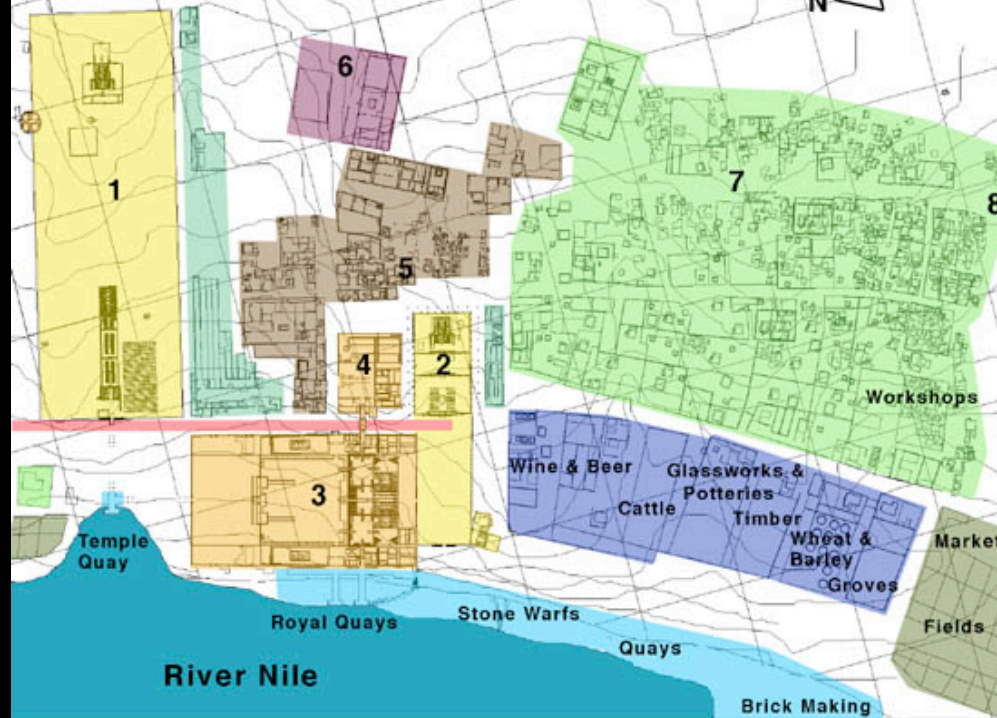 N
6
7
1
8
5
4
2
Workshops
Wine & Beer
Glassworks &
Potteries
Cattle
3
Timber
Temple
Quay
Wheat &
Barley
Market
Groves
Royal Quays
Stone Warfs
Fields
Quays
River Nile
Brick Making